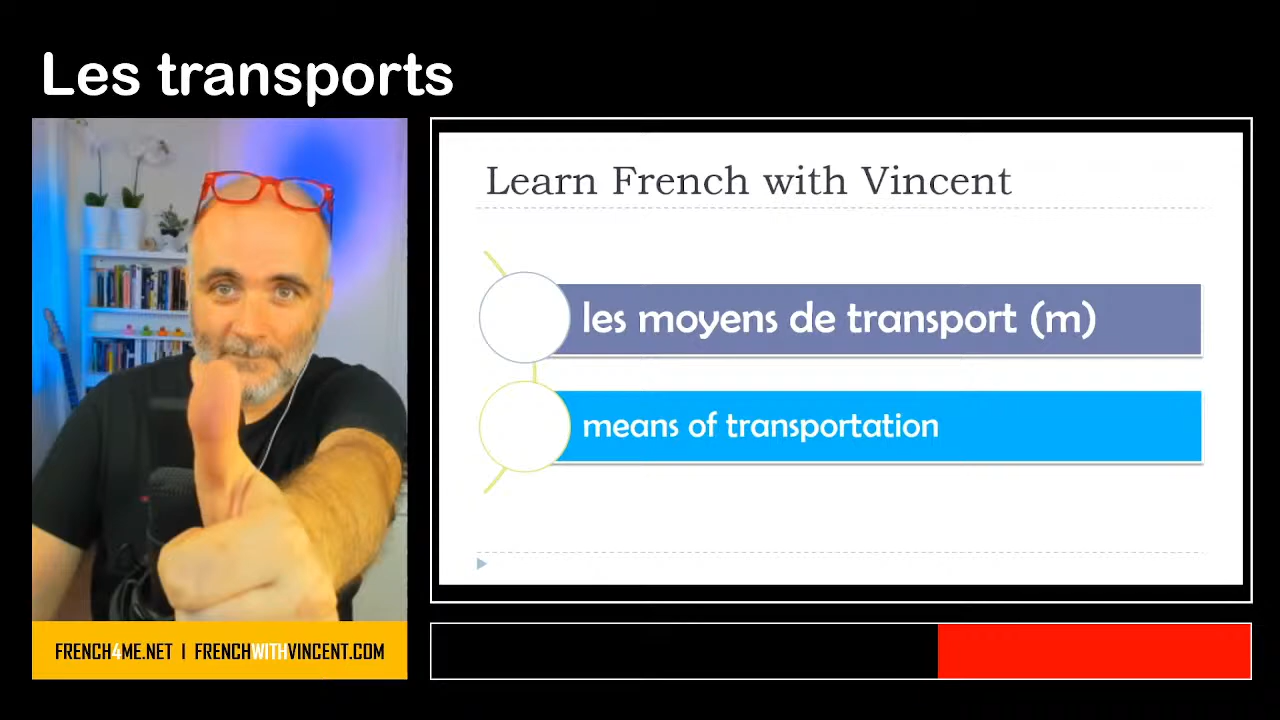 Les transports
Learn French with Vincent
les moyens de transport (m)
means of transportation
FRENCH4ME.NET I FRENCHWITHVINCENT.COM